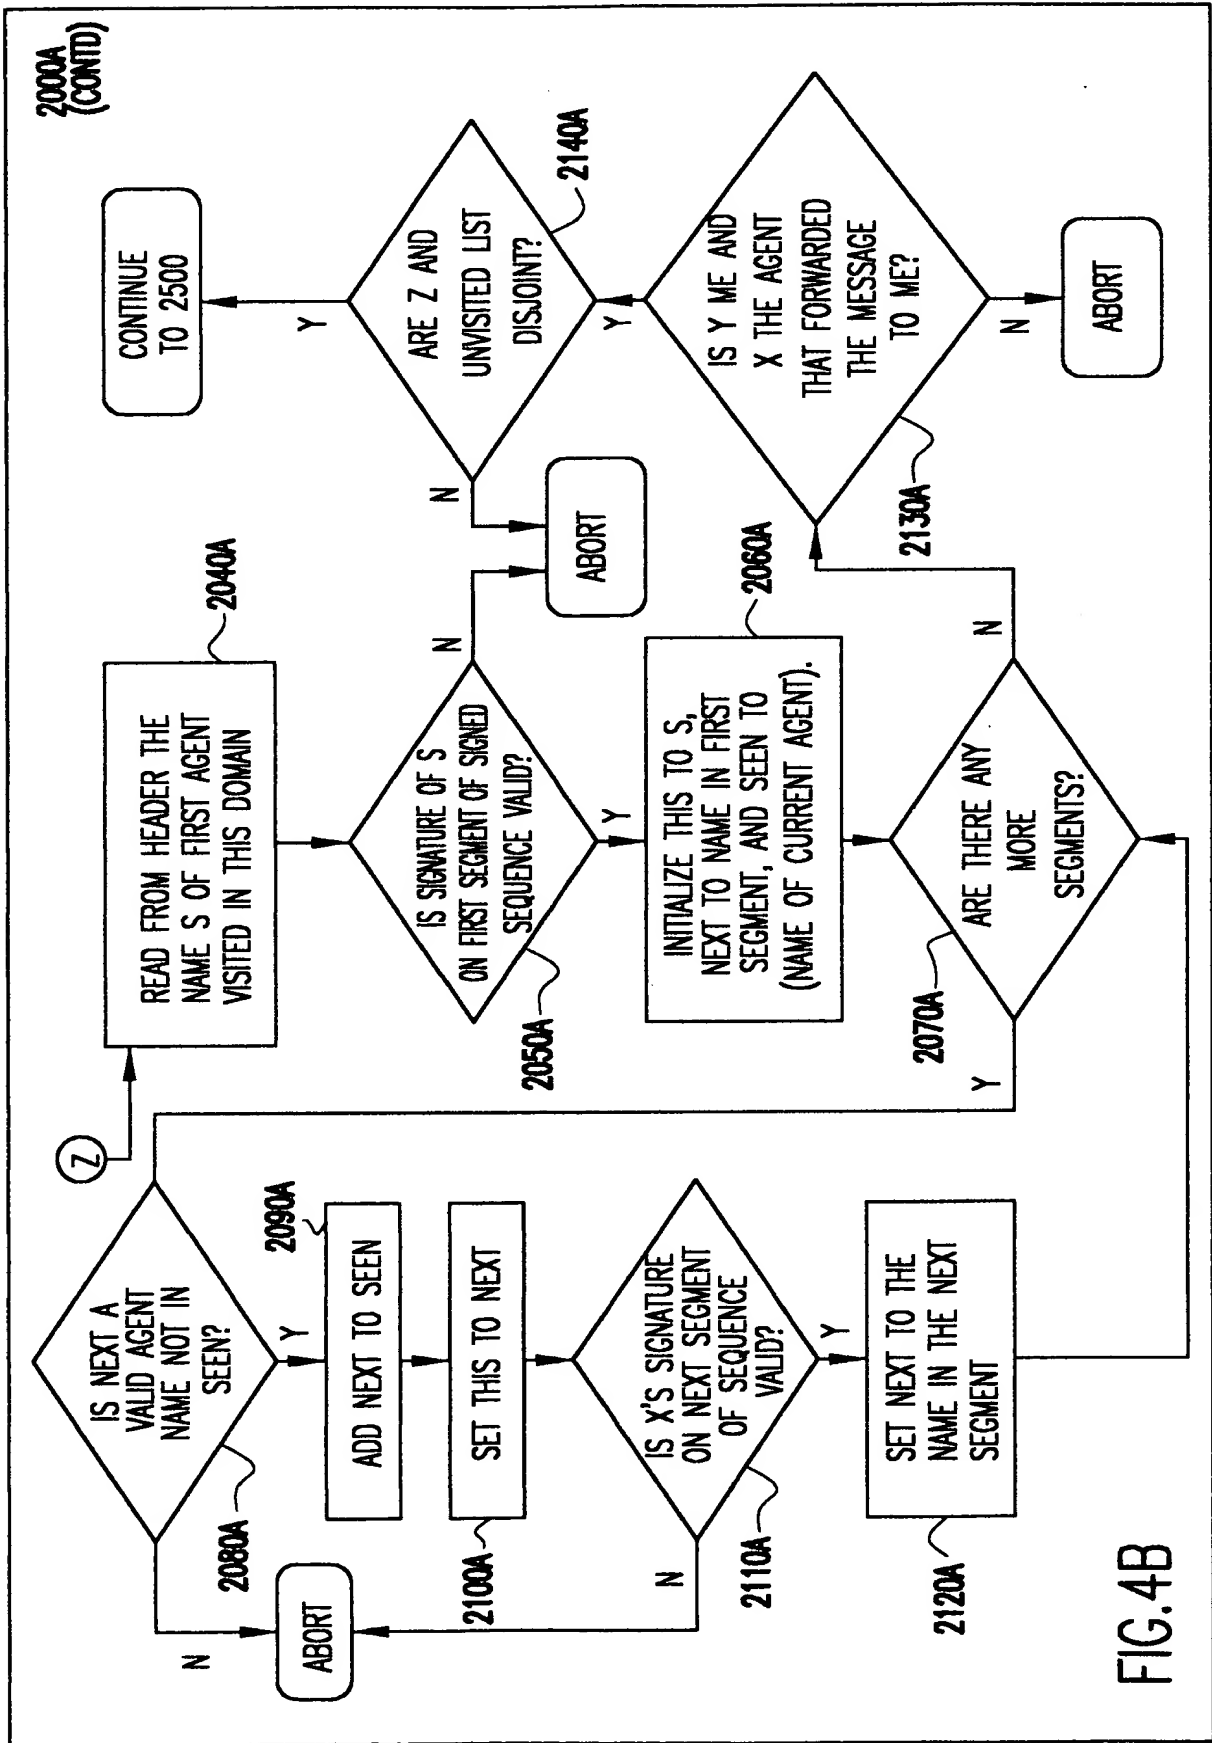 2000A
(CONTD)
Z
READ FROM HEADER THE
NAME S OF FIRST AGENT
VISITED IN THIS DOMAIN
2040A
IS SIGNATURE OF S
ON FIRST SEGMENT OF SIGNED
SEQUENCE VALID?
2050A
N
Y
ABORT
INITIALIZE THIS TO S,
NEXT TO NAME IN FIRST
SEGMENT, AND SEEN TO
(NAME OF CURRENT AGENT).
2060A
ARE THERE ANY
MORE
SEGMENTS?
2070A
Y
N
IS NEXT A
VALID AGENT
NAME NOT IN
SEEN?
2080A
N
Y
ABORT
ADD NEXT TO SEEN
2090A
SET THIS TO NEXT
2100A
IS X'S SIGNATURE
ON NEXT SEGMENT
OF SEQUENCE
VALID?
2110A
N
Y
SET NEXT TO THE
NAME IN THE NEXT
SEGMENT
2120A
IS Y ME AND
X THE AGENT
THAT FORWARDED
THE MESSAGE
TO ME?
2130A
Y
N
ABORT
ARE Z AND
UNVISITED LIST
DISJOINT?
2140A
N
Y
CONTINUE
TO 2500
FIG.4B